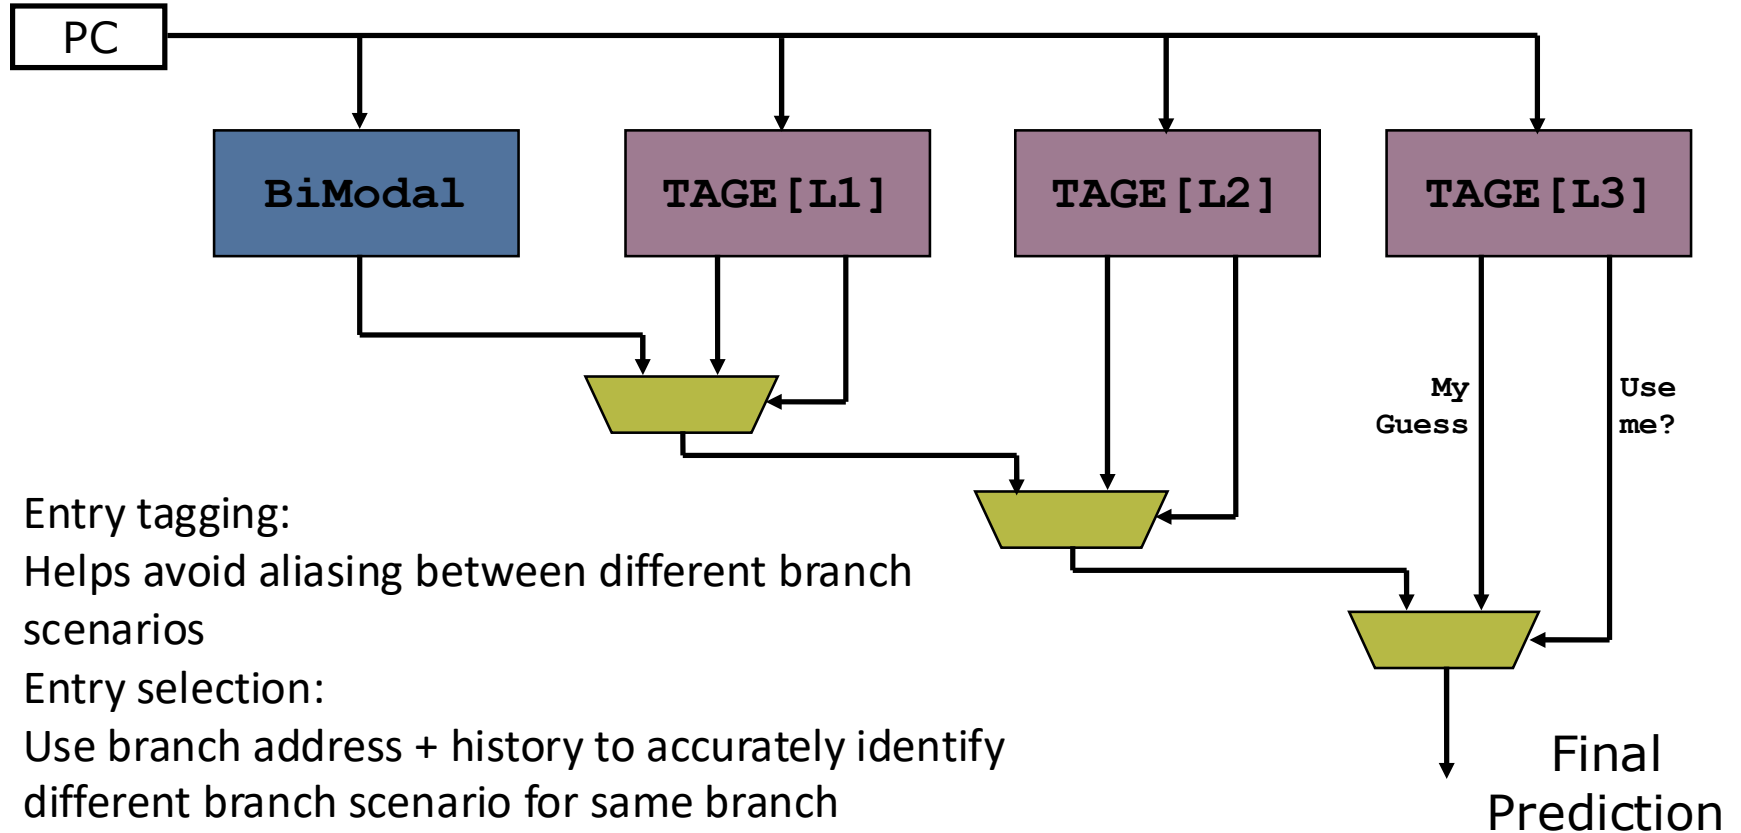 PC
BiModal
TAGE[L1]
TAGE[L2]
TAGE[L3]
My
Guess
Use
me?
Entry tagging:
Helps avoid aliasing between different branch
scenarios
Entry selection:
Use branch address + history to accurately identify
different branch scenario for same branch
Final
Prediction